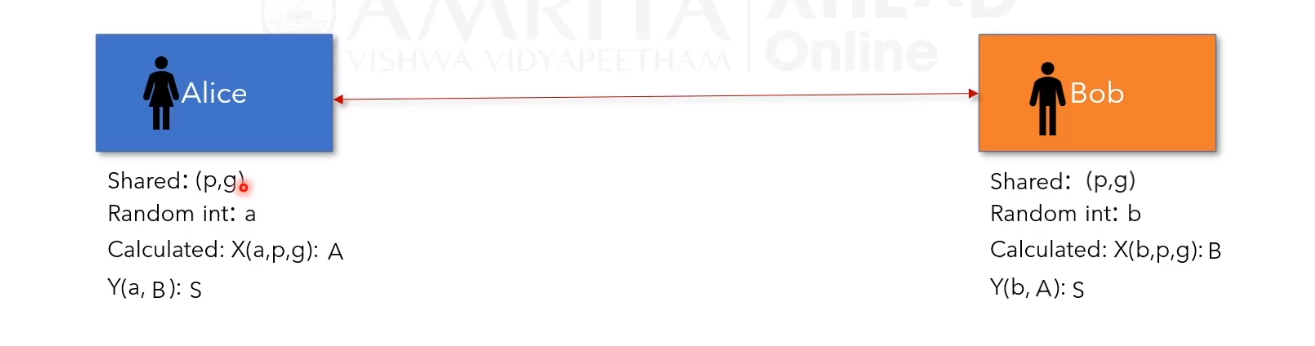 AMRITA
VISHWA VIDYAPEETHAM
AHEAD
Online
Alice
Bob
Shared: (p,g)
Random int: a
Calculated: X(a,p,g): A
Y(a, B): S
Shared: (p,g)
Random int: b
Calculated: X(b,p,g): B
Y(b, A): S